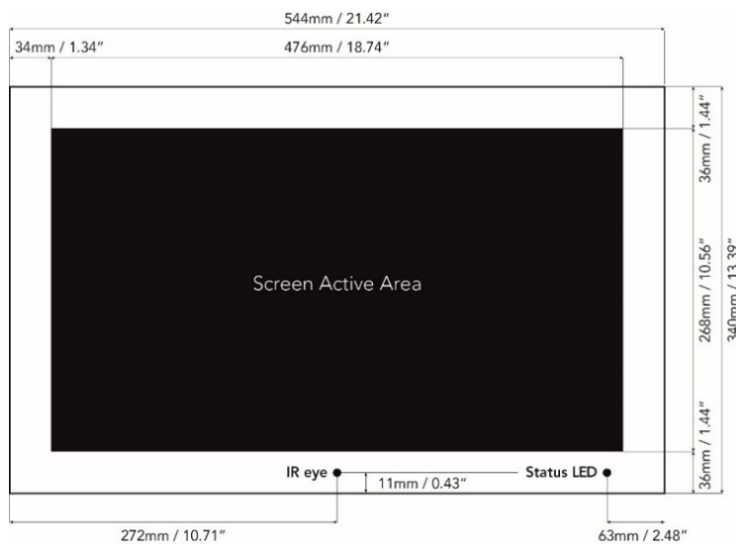 544mm / 21.42“
34mm / 1.34“
476mm / 18.74“
36mm / 1.44“
268mm / 10.56“
340mm / 13.39“
Screen Active Area
36mm / 1.44“
IR eye
Status LED
11mm / 0.43“
272mm / 10.71“
63mm / 2.48“